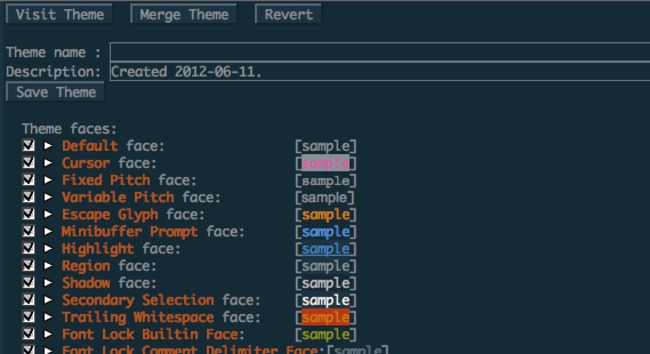 Visit Theme Merge Theme Revert
Theme name :
Description: Created 2012-06-11.
Save Theme
Theme faces:
Default face: [sample]
Cursor face: [sample]
Fixed Pitch face: [sample]
Variable Pitch face: [sample]
Escape Glyph face: [sample]
Minibuffer Prompt face: [sample]
Highlight face: [sample]
Region face: [sample]
Shadow face: [sample]
Secondary Selection face: [sample]
Trailing Whitespace face: [sample]
Font Lock Builtin Face: [sample]
Font Lock Comment Delimiter Face:[sample]